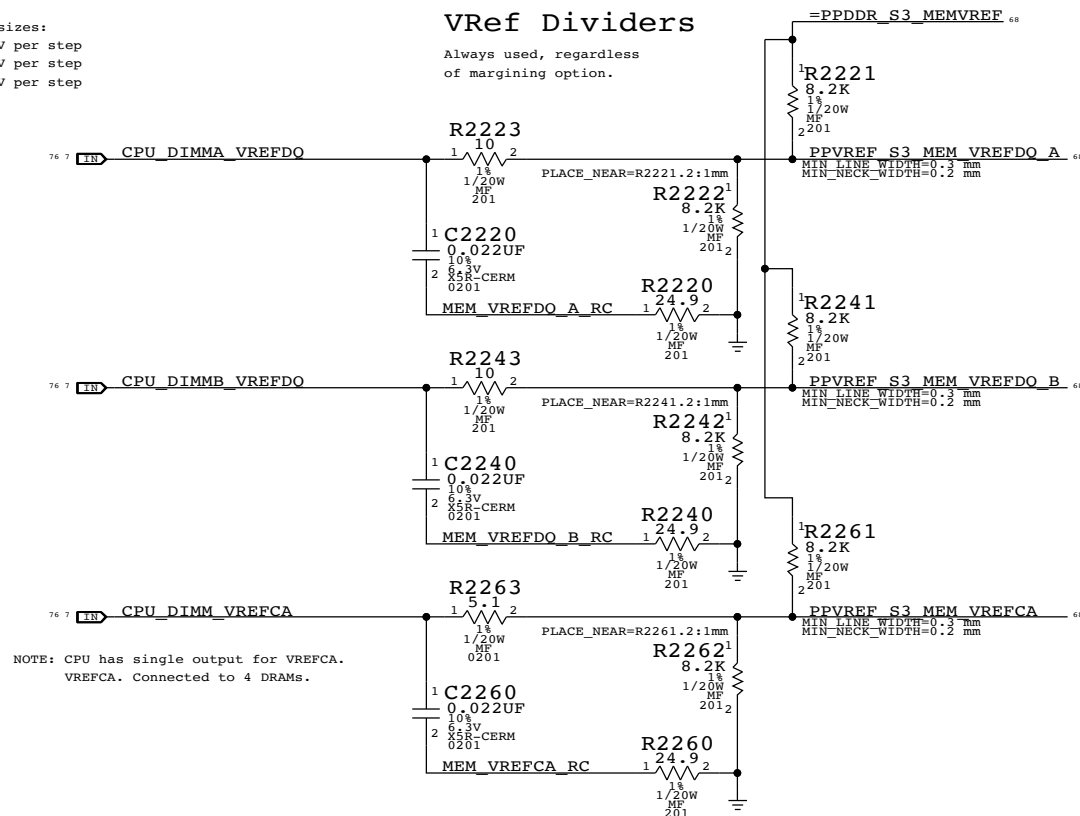 sizes:
V per step
V per step
V per step
VRef Dividers
Always used, regardless
of margining option.
=PPDDR_S3_MEMVREF 68
1
R2221
8.2K
1%
1/20W
MF
201
2
76 7 IN CPU_DIMMA_VREFDQ
R2223
10
1 2
1%
1/20W
MF
201
PPVREF_S3_MEM_VREFDQ_A
MIN_LINE_WIDTH=0.3 mm
MIN_NECK_WIDTH=0.2 mm
PLACE_NEAR=R2221.2:1mm
R2222
1
8.2K
1%
1/20W
MF
201
2
1
C2220
0.022UF
10%
6.3V
X5R-CERM
0201
2
MEM_VREFDQ_A_RC
R2220
24.9
1 2
1%
1/20W
MF
201
1
R2241
8.2K
1%
1/20W
MF
201
2
76 7 IN CPU_DIMMB_VREFDQ
R2243
10
1 2
1%
1/20W
MF
201
PPVREF_S3_MEM_VREFDQ_B
MIN_LINE_WIDTH=0.3 mm
MIN_NECK_WIDTH=0.2 mm
PLACE_NEAR=R2241.2:1mm
R2242
1
8.2K
1%
1/20W
MF
201
2
1
C2240
0.022UF
10%
6.3V
X5R-CERM
0201
2
MEM_VREFDQ_B_RC
R2240
24.9
1 2
1%
1/20W
MF
201
1
R2261
8.2K
1%
1/20W
MF
201
2
76 7 IN CPU_DIMM_VREFCA
R2263
5.1
1 2
1%
1/20W
MF
0201
PPVREF_S3_MEM_VREFCA
MIN_LINE_WIDTH=0.3 mm
MIN_NECK_WIDTH=0.2 mm
PLACE_NEAR=R2261.2:1mm
NOTE: CPU has single output for VREFCA.
VREFCA. Connected to 4 DRAMs.
R2262
1
8.2K
1%
1/20W
MF
201
2
1
C2260
0.022UF
10%
6.3V
X5R-CERM
0201
2
MEM_VREFCA_RC
R2260
24.9
1 2
1%
1/20W
MF
201